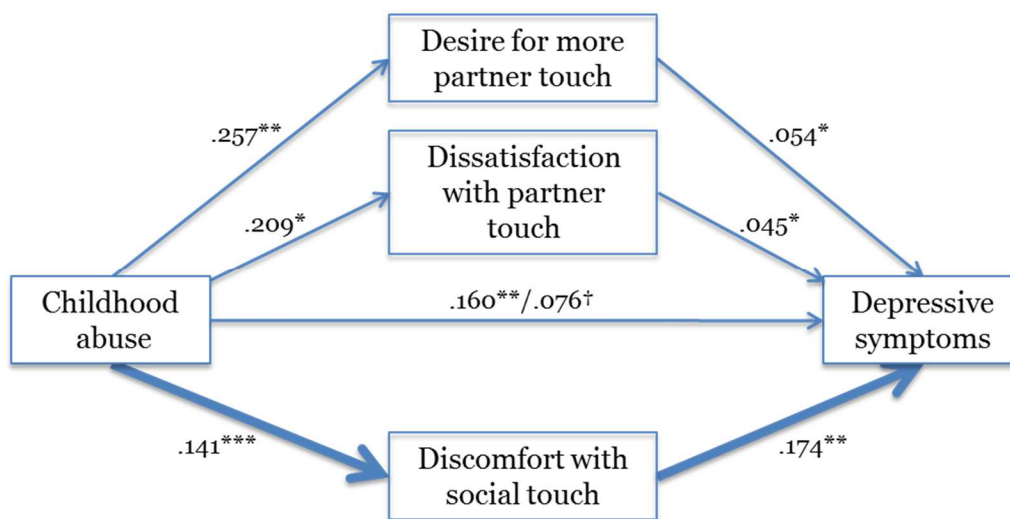 Desire for more
partner touch
.257**
.054*
Dissatisfaction
with partner
touch
.209*
.045*
Childhood
abuse
.160**/.076†
Depressive
symptoms
.141***
.174**
Discomfort with
social touch